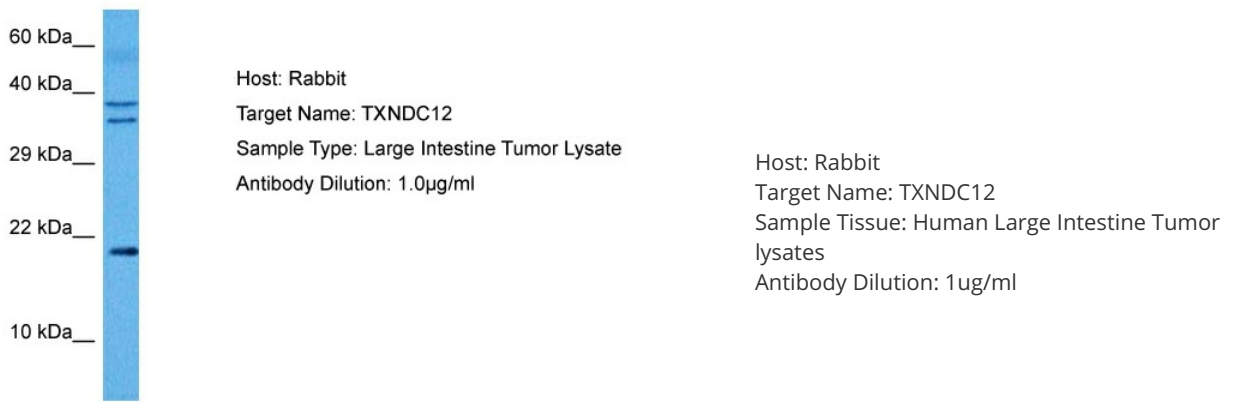 60 kDa__
40 kDa__
29 kDa__
22 kDa__
10 kDa__
Host: Rabbit
Target Name: TXNDC12
Sample Type: Large Intestine Tumor Lysate
Antibody Dilution: 1.0µg/ml
Host: Rabbit
Target Name: TXNDC12
Sample Tissue: Human Large Intestine Tumor
lysates
Antibody Dilution: 1ug/ml